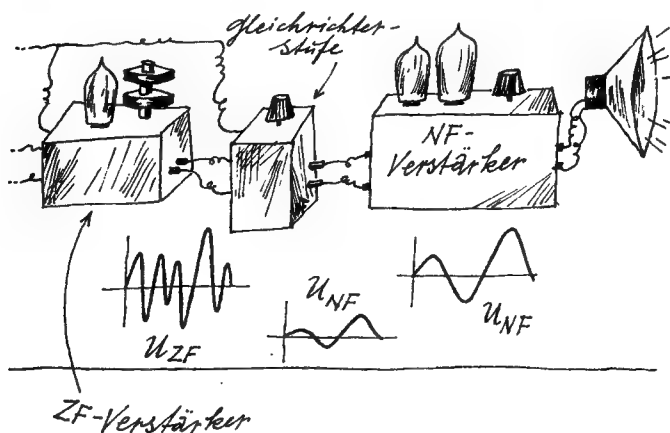 gleichrichter-
stufe
NF-
Verstärker
U_ZF
U_NF
U_NF
ZF-Verstärker